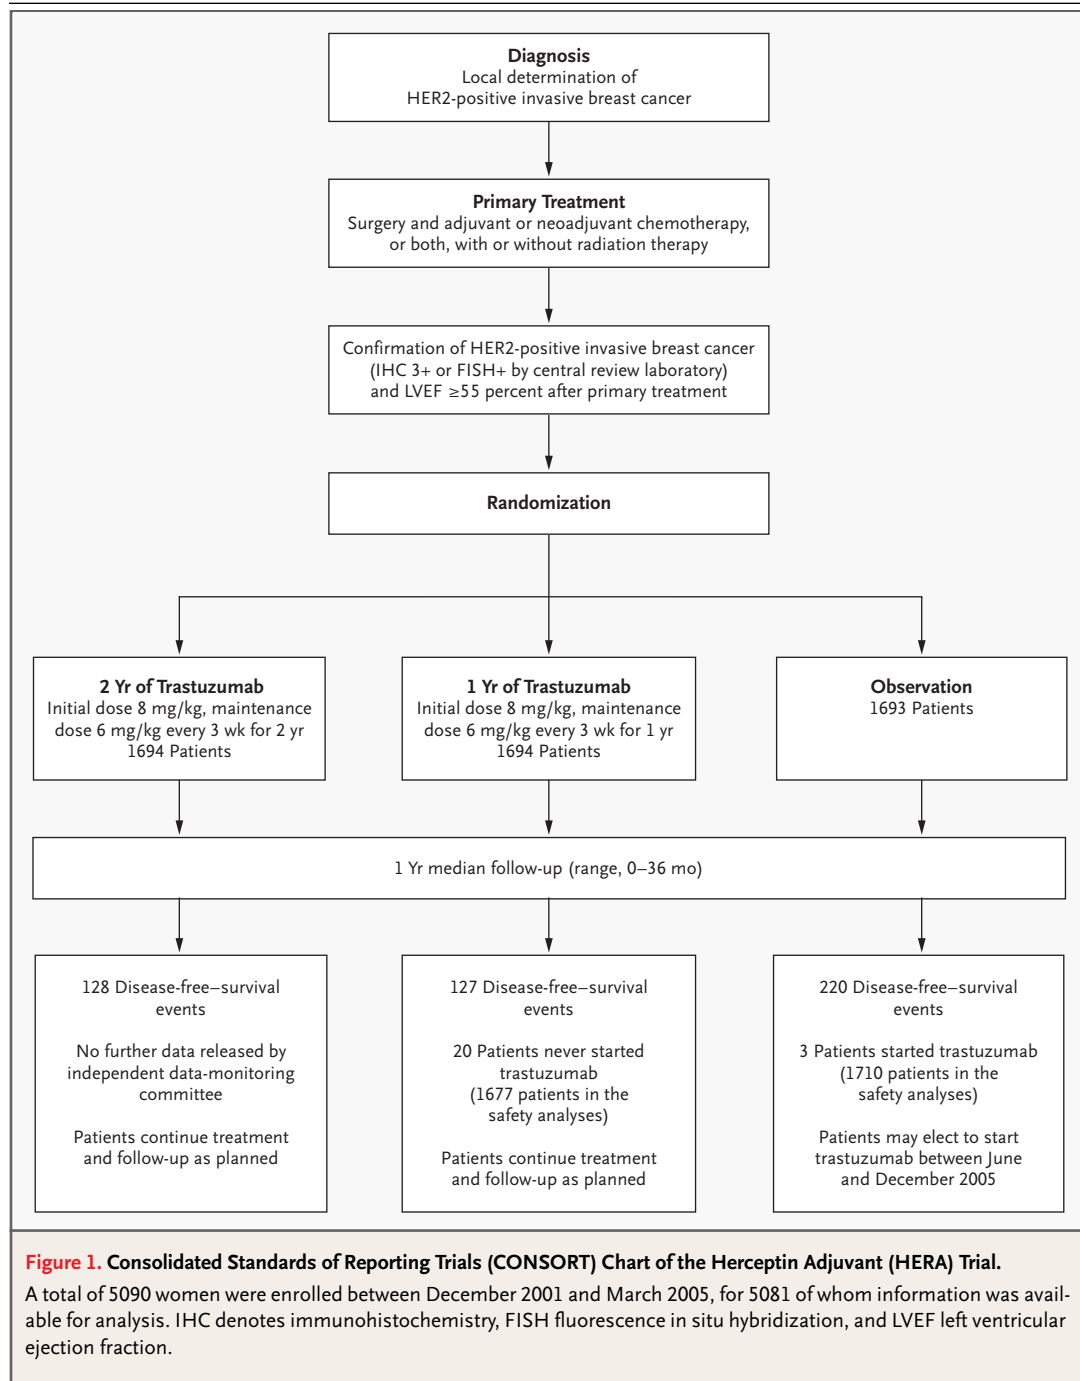 Diagnosis
Local determination of
HER2-positive invasive breast cancer
Primary Treatment
Surgery and adjuvant or neoadjuvant chemotherapy,
or both, with or without radiation therapy
Confirmation of HER2-positive invasive breast cancer
(IHC 3+ or FISH+ by central review laboratory)
and LVEF ≥55 percent after primary treatment
Randomization
2 Yr of Trastuzumab
Initial dose 8 mg/kg, maintenance
dose 6 mg/kg every 3 wk for 2 yr
1694 Patients
1 Yr of Trastuzumab
Initial dose 8 mg/kg, maintenance
dose 6 mg/kg every 3 wk for 1 yr
1694 Patients
Observation
1693 Patients
1 Yr median follow-up (range, 0–36 mo)
128 Disease-free–survival
events
No further data released by
independent data-monitoring
committee
Patients continue treatment
and follow-up as planned
127 Disease-free–survival
events
20 Patients never started
trastuzumab
(1677 patients in the
safety analyses)
Patients continue treatment
and follow-up as planned
220 Disease-free–survival
events
3 Patients started trastuzumab
(1710 patients in the
safety analyses)
Patients may elect to start
trastuzumab between June
and December 2005
Figure 1. Consolidated Standards of Reporting Trials (CONSORT) Chart of the Herceptin Adjuvant (HERA) Trial.
A total of 5090 women were enrolled between December 2001 and March 2005, for 5081 of whom information was avail-
able for analysis. IHC denotes immunohistochemistry, FISH fluorescence in situ hybridization, and LVEF left ventricular
ejection fraction.